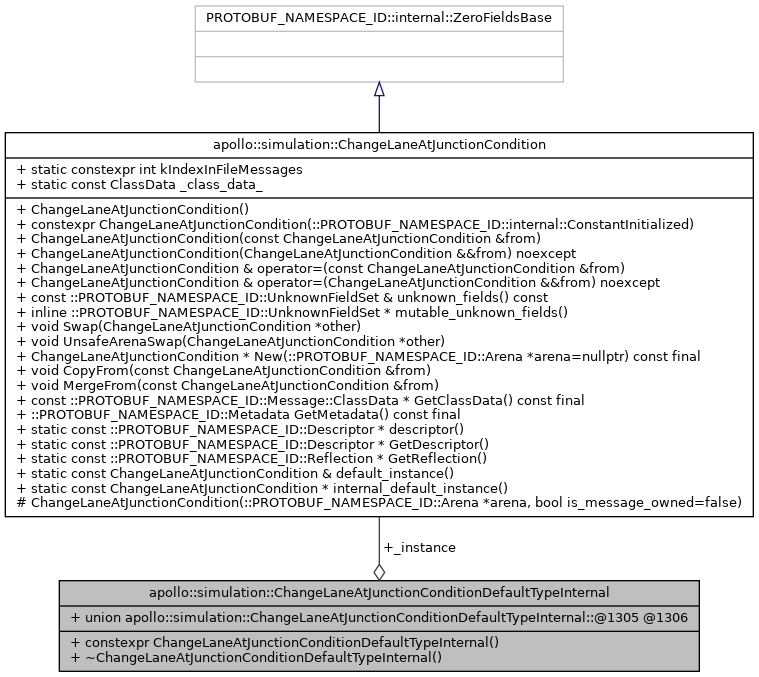 PROTOBUF_NAMESPACE_ID::internal::ZeroFieldsBase
apollo::simulation::ChangeLaneAtJunctionCondition
+ static constexpr int kIndexInFileMessages
+ static const ClassData _class_data_
+ ChangeLaneAtJunctionCondition()
+ constexpr ChangeLaneAtJunctionCondition(::PROTOBUF_NAMESPACE_ID::internal::ConstantInitialized)
+ ChangeLaneAtJunctionCondition(const ChangeLaneAtJunctionCondition &from)
+ ChangeLaneAtJunctionCondition(ChangeLaneAtJunctionCondition &&from) noexcept
+ ChangeLaneAtJunctionCondition & operator=(const ChangeLaneAtJunctionCondition &from)
+ ChangeLaneAtJunctionCondition & operator=(ChangeLaneAtJunctionCondition &&from) noexcept
+ const ::PROTOBUF_NAMESPACE_ID::UnknownFieldSet & unknown_fields() const
+ inline ::PROTOBUF_NAMESPACE_ID::UnknownFieldSet * mutable_unknown_fields()
+ void Swap(ChangeLaneAtJunctionCondition *other)
+ void UnsafeArenaSwap(ChangeLaneAtJunctionCondition *other)
+ ChangeLaneAtJunctionCondition * New(::PROTOBUF_NAMESPACE_ID::Arena *arena=nullptr) const final
+ void CopyFrom(const ChangeLaneAtJunctionCondition &from)
+ void MergeFrom(const ChangeLaneAtJunctionCondition &from)
+ const ::PROTOBUF_NAMESPACE_ID::Message::ClassData * GetClassData() const final
+ ::PROTOBUF_NAMESPACE_ID::Metadata GetMetadata() const final
+ static const ::PROTOBUF_NAMESPACE_ID::Descriptor * descriptor()
+ static const ::PROTOBUF_NAMESPACE_ID::Descriptor * GetDescriptor()
+ static const ::PROTOBUF_NAMESPACE_ID::Reflection * GetReflection()
+ static const ChangeLaneAtJunctionCondition & default_instance()
+ static const ChangeLaneAtJunctionCondition * internal_default_instance()
# ChangeLaneAtJunctionCondition(::PROTOBUF_NAMESPACE_ID::Arena *arena, bool is_message_owned=false)
+_instance
apollo::simulation::ChangeLaneAtJunctionConditionDefaultTypeInternal
+ union apollo::simulation::ChangeLaneAtJunctionConditionDefaultTypeInternal::@1305 @1306
+ constexpr ChangeLaneAtJunctionConditionDefaultTypeInternal()
+ ~ChangeLaneAtJunctionConditionDefaultTypeInternal()